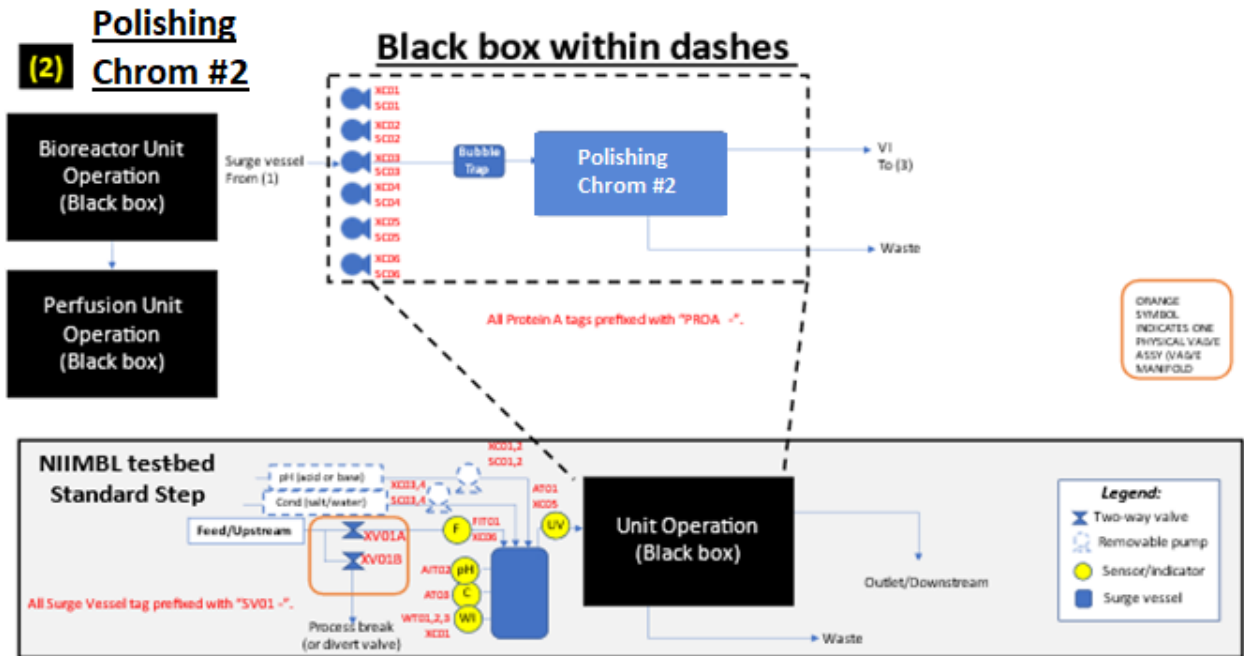 (2)
Polishing
Chrom #2
Black box within dashes
Bioreactor Unit
Operation
(Black box)
Perfusion Unit
Operation
(Black box)
Surge vessel
From (1)
XC01
SC01
XC02
SC02
XC03
SC03
XC04
SC04
XC05
SC05
XC06
SC06
Bubble
Trap
Polishing
Chrom #2
VI
To (3)
Waste
All Protein A tags prefixed with "PROA -".
ORANGE
SYMBOL
INDICATES ONE
PHYSICAL VAGVE
ASSY (VAGVE
MANIFOLD
NIIMBL testbed
Standard Step
pH (acid or base)
Cond (salt/water)
Feed/Upstream
XC01,2
SC01,2
XC03,4
SC03,4
AT01
XC05
FIT01
XC06
F
UV
XV01A
XV01B
AIT02
pH
AT03
C
WT01,2,3
XC01
WI
All Surge Vessel tag prefixed with "SV01 -".
Process break
(or divert valve)
Unit Operation
(Black box)
Outlet/Downstream
Waste
Legend:
Two-way valve
Removable pump
Sensor/indicator
Surge vessel